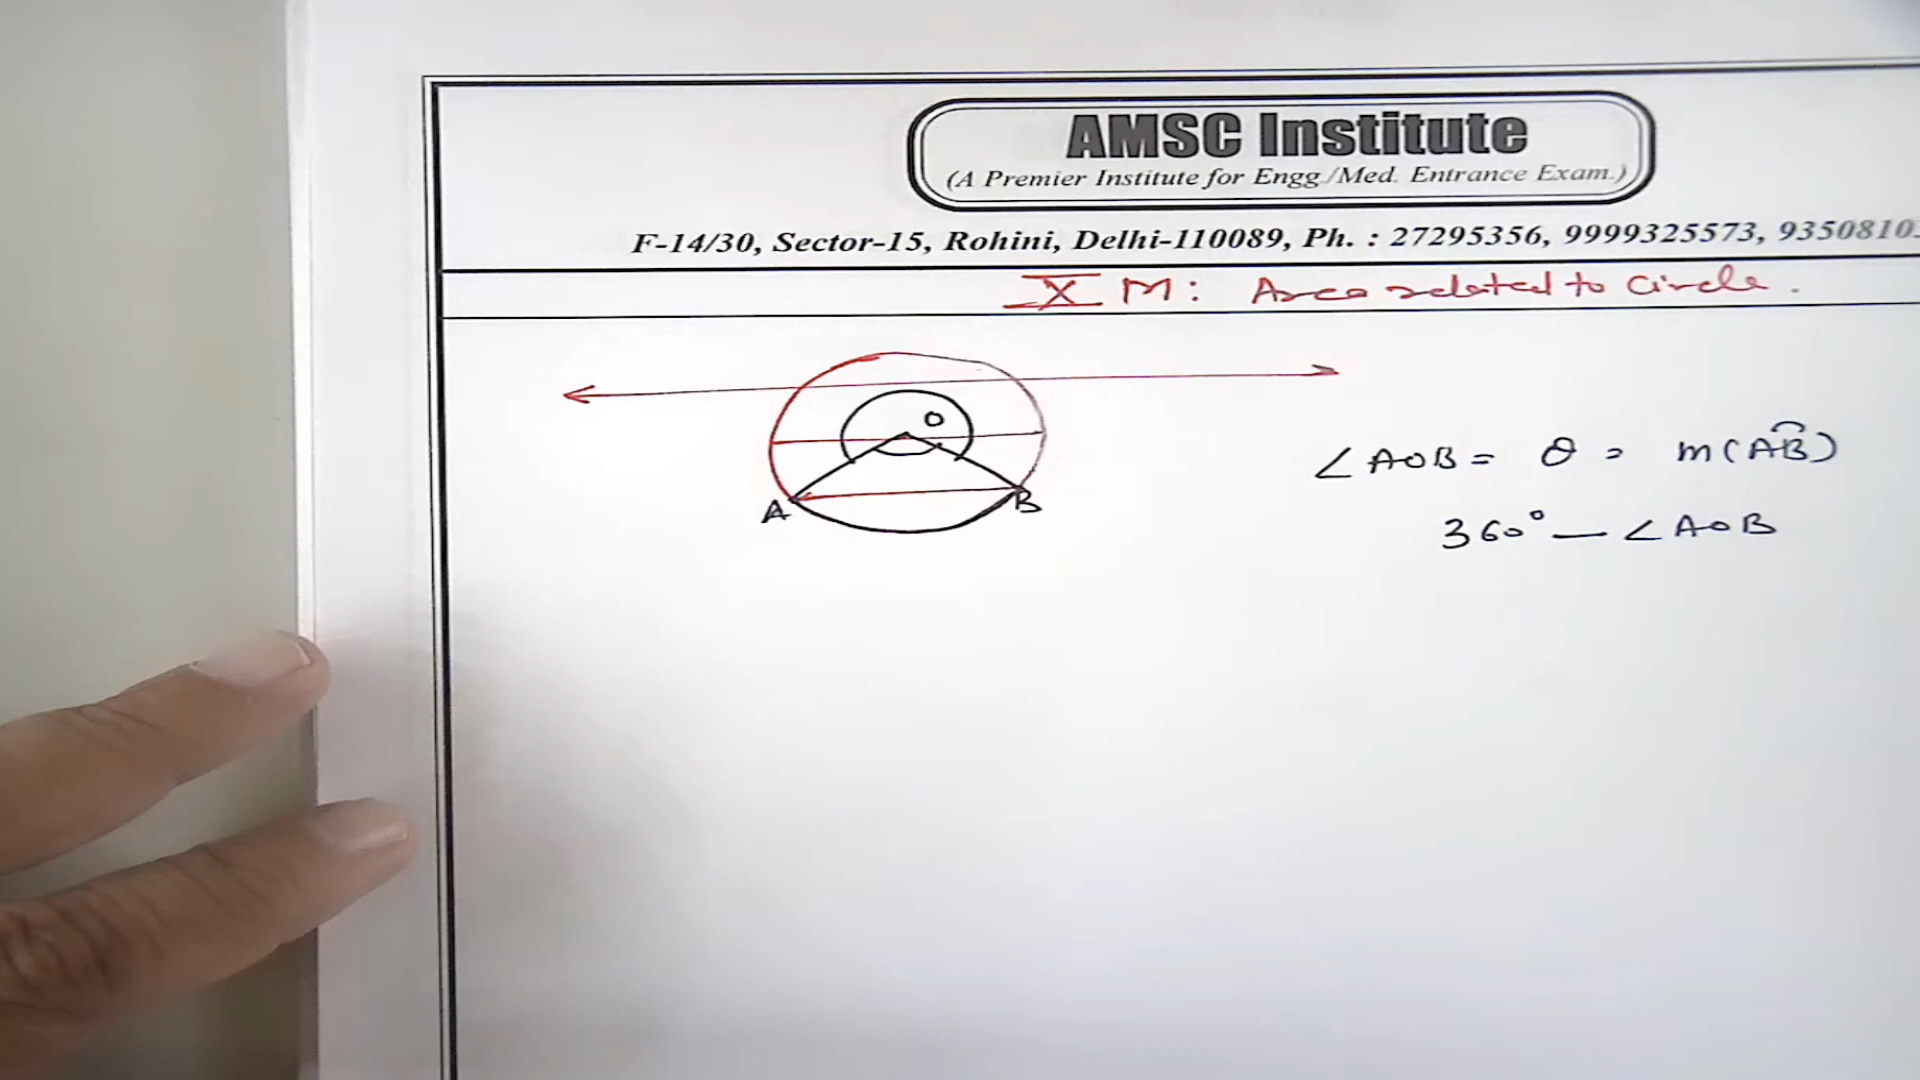 AMSC Institute
(A Premier Institute for Engg./Med. Entrance Exam.)
F-14/30, Sector-15, Rohini, Delhi-110089, Ph. : 27295356, 9999325573, 9350810
X M: Area related to Circle.
O
A B
∠AOB = θ = m(A͡B)
360° — ∠AOB